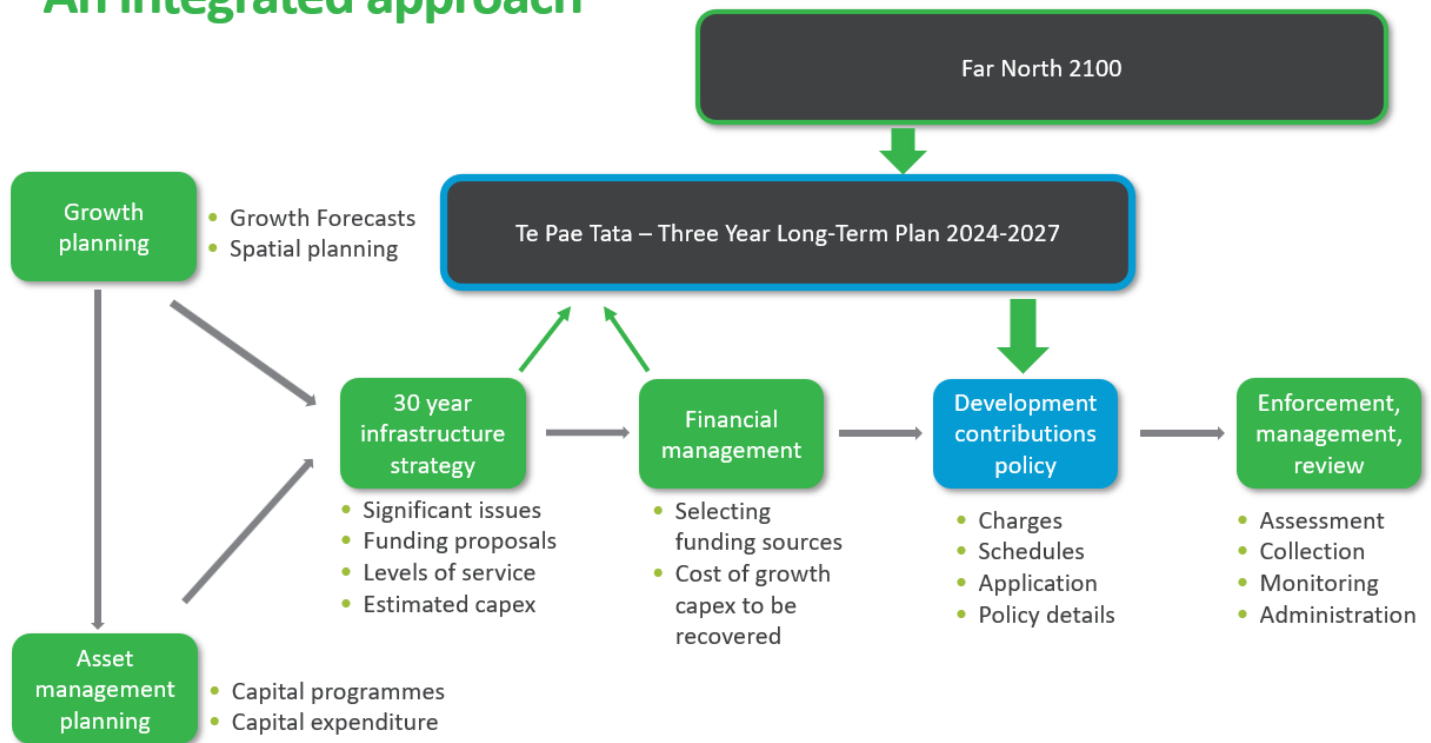 An integrated approach
Far North 2100
Te Pae Tata – Three Year Long-Term Plan 2024-2027
Growth
planning
• Growth Forecasts
• Spatial planning
30 year
infrastructure
strategy
• Significant issues
• Funding proposals
• Levels of service
• Estimated capex
Financial
management
• Selecting
funding sources
• Cost of growth
capex to be
recovered
Development
contributions
policy
• Charges
• Schedules
• Application
• Policy details
Enforcement,
management,
review
• Assessment
• Collection
• Monitoring
• Administration
Asset
management
planning
• Capital programmes
• Capital expenditure